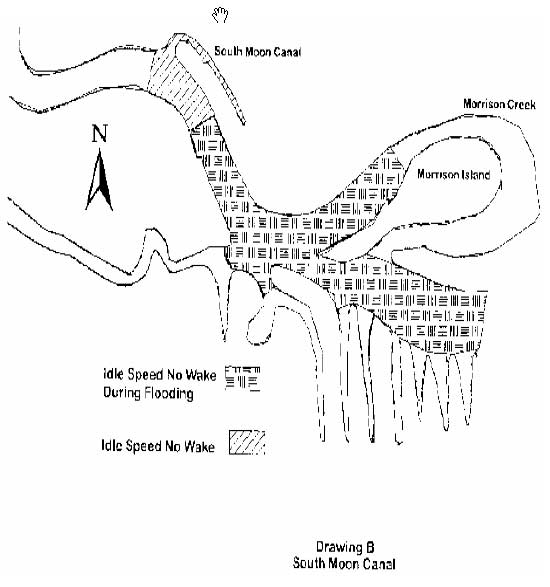 South Moon Canal
Morrison Creek
N
Morrison Island
Idle Speed No Wake
During Flooding
Idle Speed No Wake
Drawing B
South Moon Canal